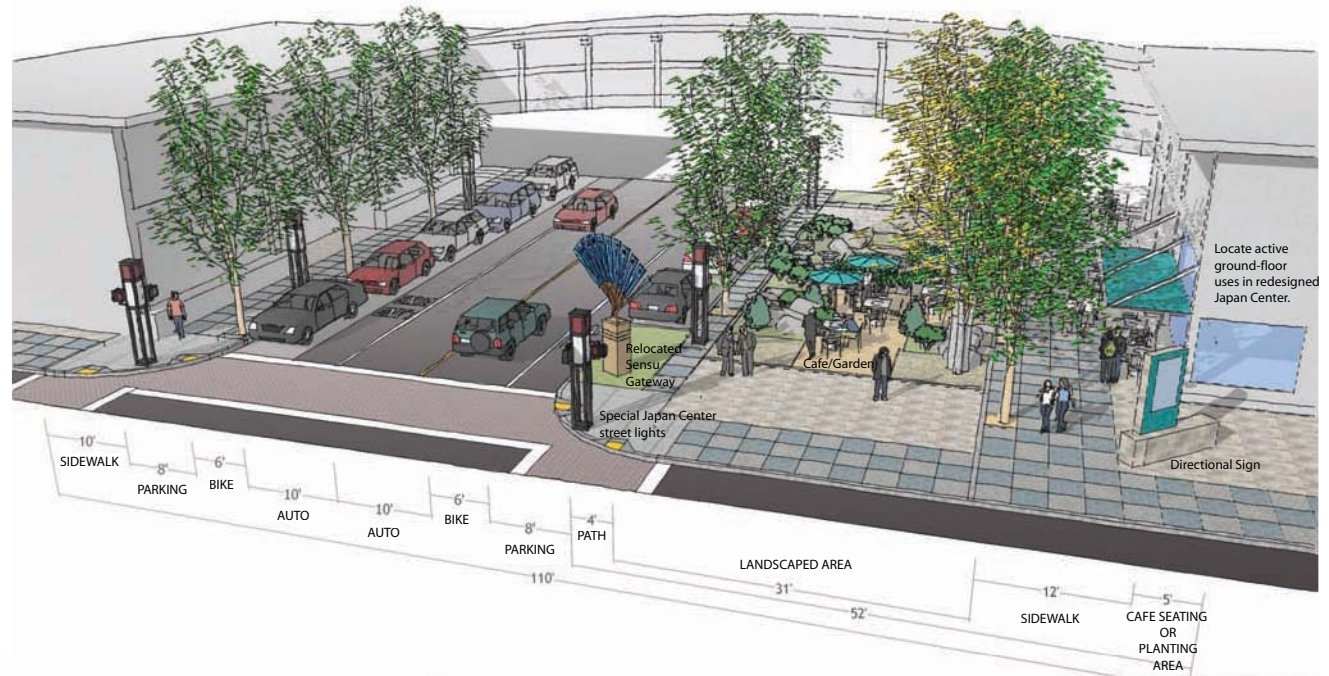 Locate active
ground-floor
uses in redesigned
Japan Center.
Relocated
Sensu
Gateway
Cafe/Garden
Special Japan Center
street lights
Directional Sign
10'
SIDEWALK
8'
PARKING
6'
BIKE
10'
AUTO
10'
AUTO
6'
BIKE
8'
PARKING
4'
PATH
LANDSCAPED AREA
31'
12'
SIDEWALK
5'
CAFE SEATING
OR
PLANTING
AREA
52'
110'